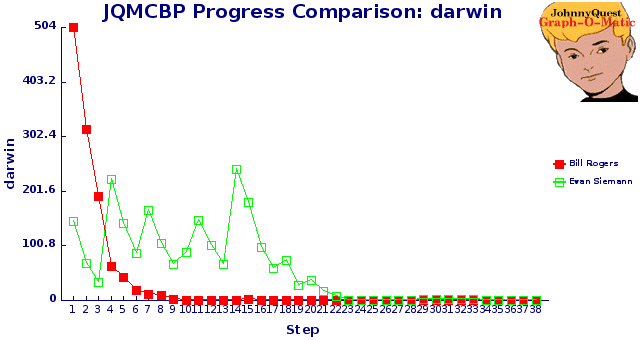 JQMCBP Progress Comparison: darwin
JohnnyQuest
Graph-O-Matic
504
403.2
302.4
201.6
100.8
0
darwin
Bill Rogers
Evan Siemann
1 2 3 4 5 6 7 8 9 10 11 12 13 14 15 16 17 18 19 20 21 22 23 24 25 26 27 28 29 30 31 32 33 34 35 36 37 38
Step